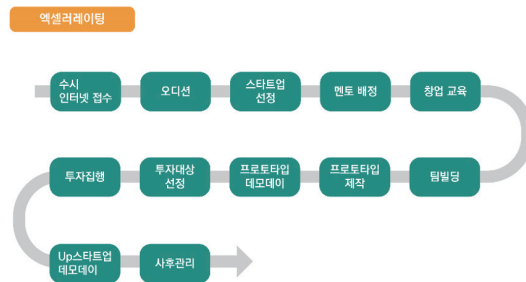 엑셀러레이팅
수시
인터넷 접수
오디션
스타트업
선정
멘토 배정
창업 교육
팀빌딩
프로토타입
제작
프로토타입
데모데이
투자대상
선정
투자집행
Up스타트업
데모데이
사후관리